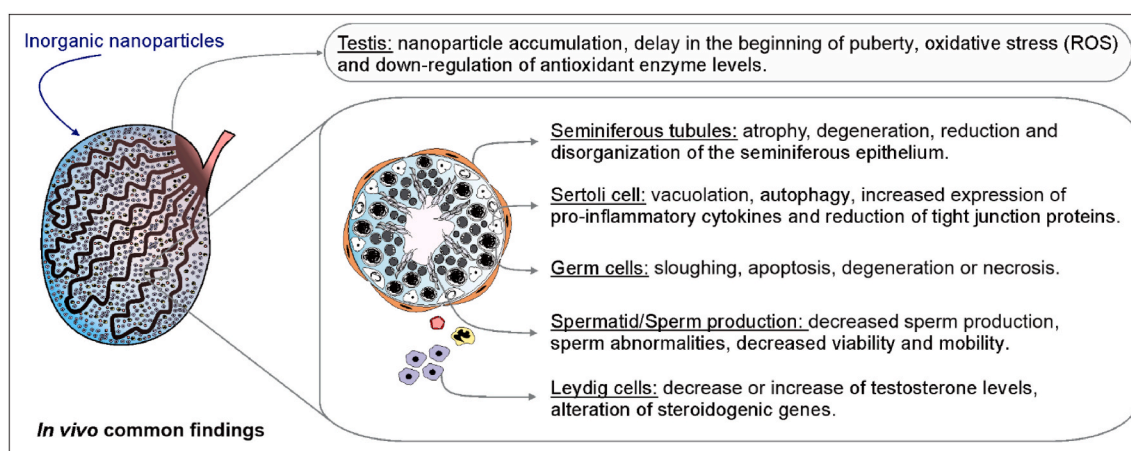 Inorganic nanoparticles
Testis: nanoparticle accumulation, delay in the beginning of puberty, oxidative stress (ROS)
and down-regulation of antioxidant enzyme levels.
Seminiferous tubules: atrophy, degeneration, reduction and
disorganization of the seminiferous epithelium.
Sertoli cell: vacuolation, autophagy, increased expression of
pro-inflammatory cytokines and reduction of tight junction proteins.
Germ cells: sloughing, apoptosis, degeneration or necrosis.
Spermatid/Sperm production: decreased sperm production,
sperm abnormalities, decreased viability and mobility.
Leydig cells: decrease or increase of testosterone levels,
alteration of steroidogenic genes.
In vivo common findings